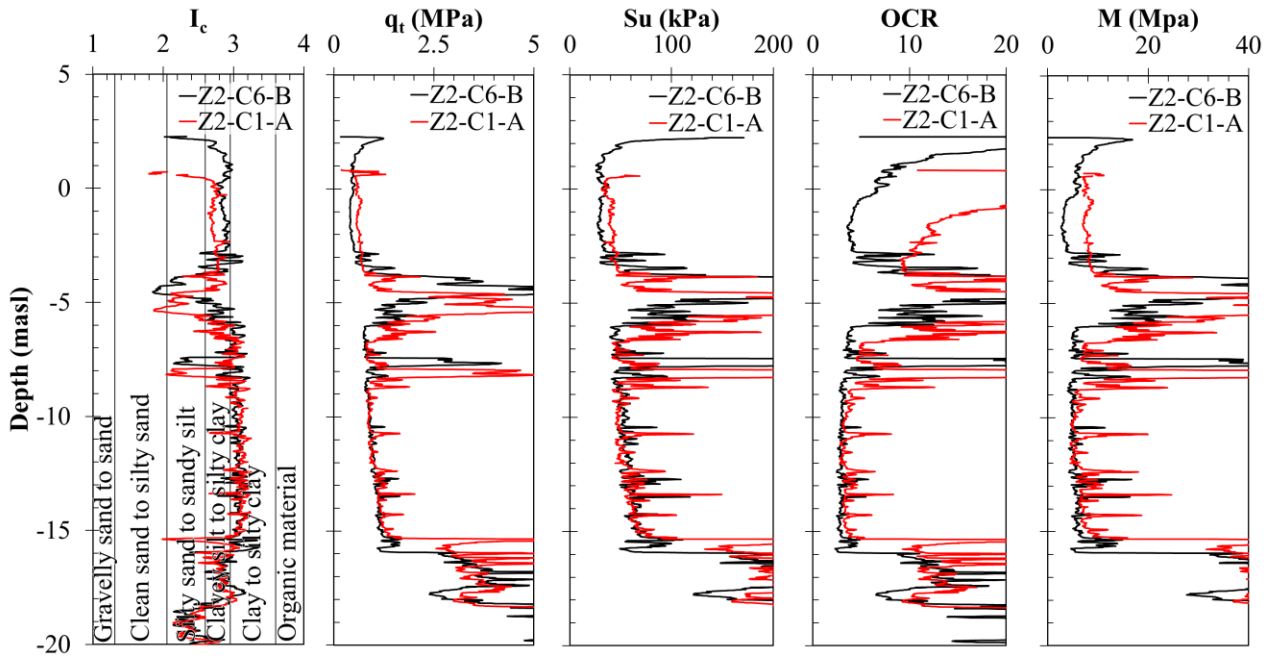 I_c
q_t (MPa)
Su (kPa)
OCR
M (Mpa)
1 2 3 4
0 2.5 5
0 100 200
0 10 20
0 20 40
5
0
-5
-10
-15
-20
Depth (masl)
Z2-C6-B
Z2-C1-A
Z2-C6-B
Z2-C1-A
Z2-C6-B
Z2-C1-A
Z2-C6-B
Z2-C1-A
Z2-C6-B
Z2-C1-A
Gravelly sand to sand
Clean sand to silty sand
Silty sand to sandy silt
Clayey silt to silty clay
Clay to silty clay
Organic material